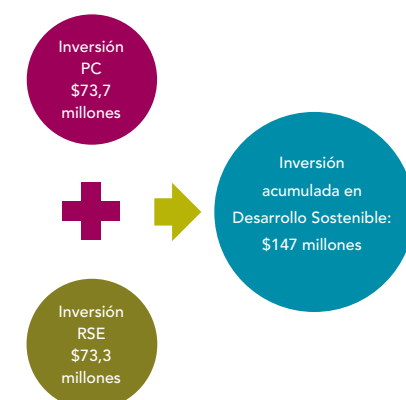 Inversión
PC
$73,7
millones
Inversión
acumulada en
Desarrollo Sostenible:
$147 millones
Inversión
RSE
$73,3
millones